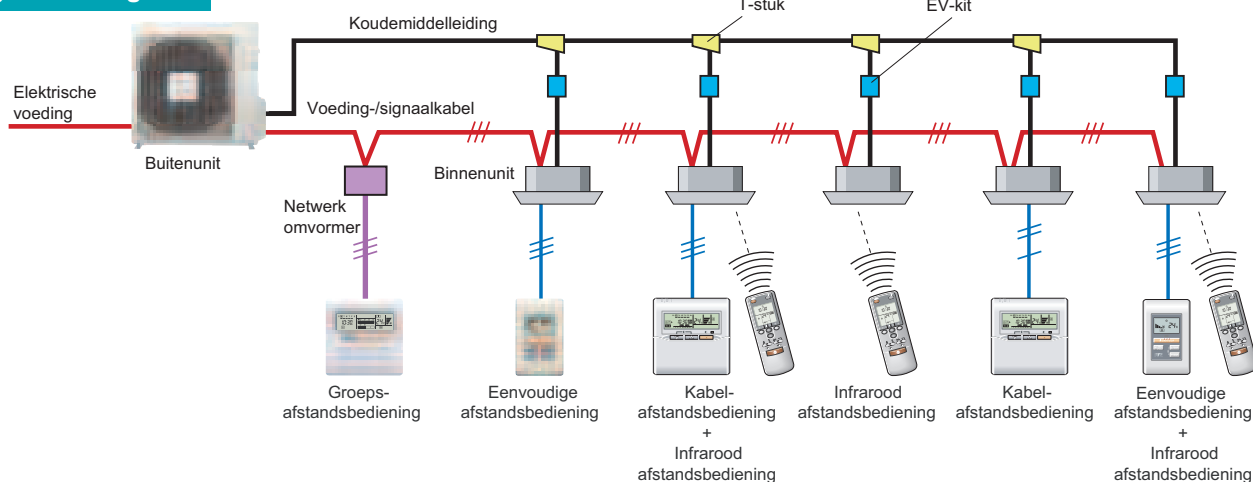 T-stuk
EV-kit
Koudemiddelleiding
Elektrische
voeding
Voeding-/signaalkabel
Buitenunit
Binnenunit
Netwerk
omvormer
Groeps-
afstandsbediening
Eenvoudige
afstandsbediening
Kabel-
afstandsbediening
+
Infrarood
afstandsbediening
Infrarood
afstandsbediening
Kabel-
afstandsbediening
Eenvoudige
afstandsbediening
+
Infrarood
afstandsbediening